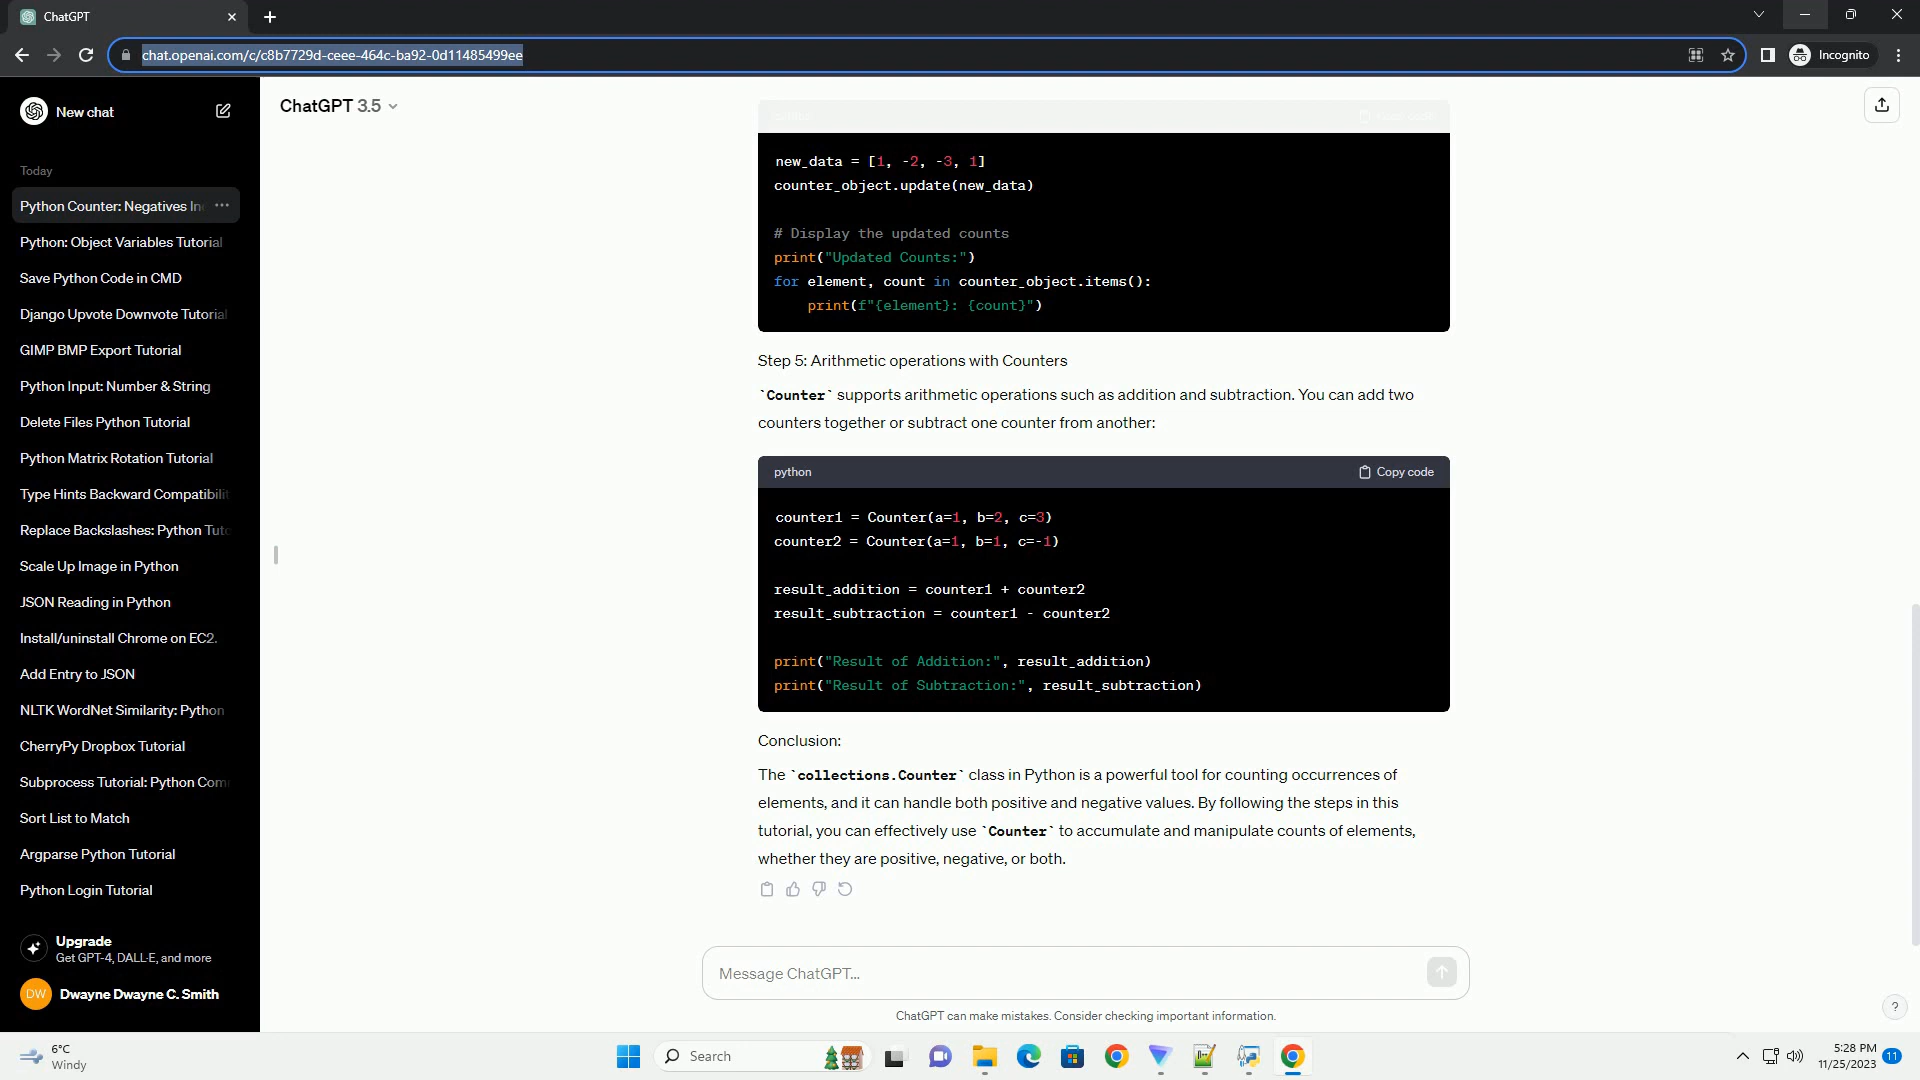 ChatGPT
chat.openai.com/c/c8b7729d-ceee-464c-ba92-0d11485499ee
Incognito
New chat
ChatGPT 3.5
Today
Python Counter: Negatives In
Python: Object Variables Tutorial
Save Python Code in CMD
Django Upvote Downvote Tutorial
GIMP BMP Export Tutorial
Python Input: Number & String
Delete Files Python Tutorial
Python Matrix Rotation Tutorial
Type Hints Backward Compatibilit
Replace Backslashes: Python Tuto
Scale Up Image in Python
JSON Reading in Python
Install/uninstall Chrome on EC2.
Add Entry to JSON
NLTK WordNet Similarity: Python
CherryPy Dropbox Tutorial
Subprocess Tutorial: Python Com
Sort List to Match
Argparse Python Tutorial
Python Login Tutorial
Upgrade
Get GPT-4, DALL·E, and more
DW
Dwayne Dwayne C. Smith
new_data = [1, -2, -3, 1]
counter_object.update(new_data)
# Display the updated counts
print("Updated Counts:")
for element, count in counter_object.items():
    print(f"{element}: {count}")
Step 5: Arithmetic operations with Counters
`Counter` supports arithmetic operations such as addition and subtraction. You can add two
counters together or subtract one counter from another:
python
Copy code
counter1 = Counter(a=1, b=2, c=3)
counter2 = Counter(a=1, b=1, c=-1)
result_addition = counter1 + counter2
result_subtraction = counter1 - counter2
print("Result of Addition:", result_addition)
print("Result of Subtraction:", result_subtraction)
Conclusion:
The `collections.Counter` class in Python is a powerful tool for counting occurrences of
elements, and it can handle both positive and negative values. By following the steps in this
tutorial, you can effectively use `Counter` to accumulate and manipulate counts of elements,
whether they are positive, negative, or both.
Message ChatGPT...
ChatGPT can make mistakes. Consider checking important information.
?
6°C
Windy
Search
5:28 PM
11/25/2023
11